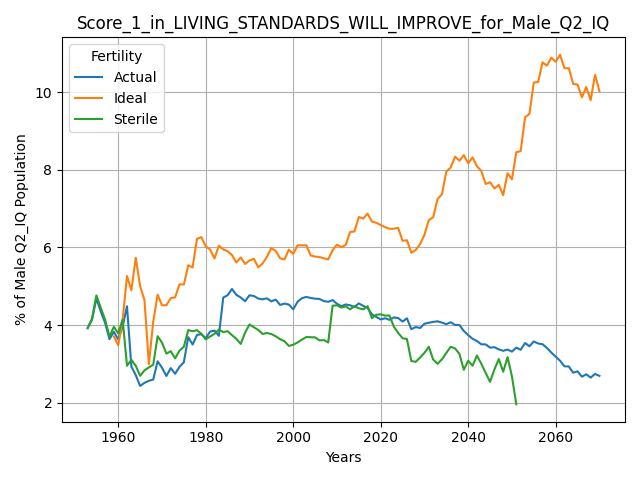 Score_1_in_LIVING_STANDARDS_WILL_IMPROVE_for_Male_Q2_IQ
Fertility
Actual
Ideal
Sterile
% of Male Q2_IQ Population
10
8
6
4
2
1960 1980 2000 2020 2040 2060
Years